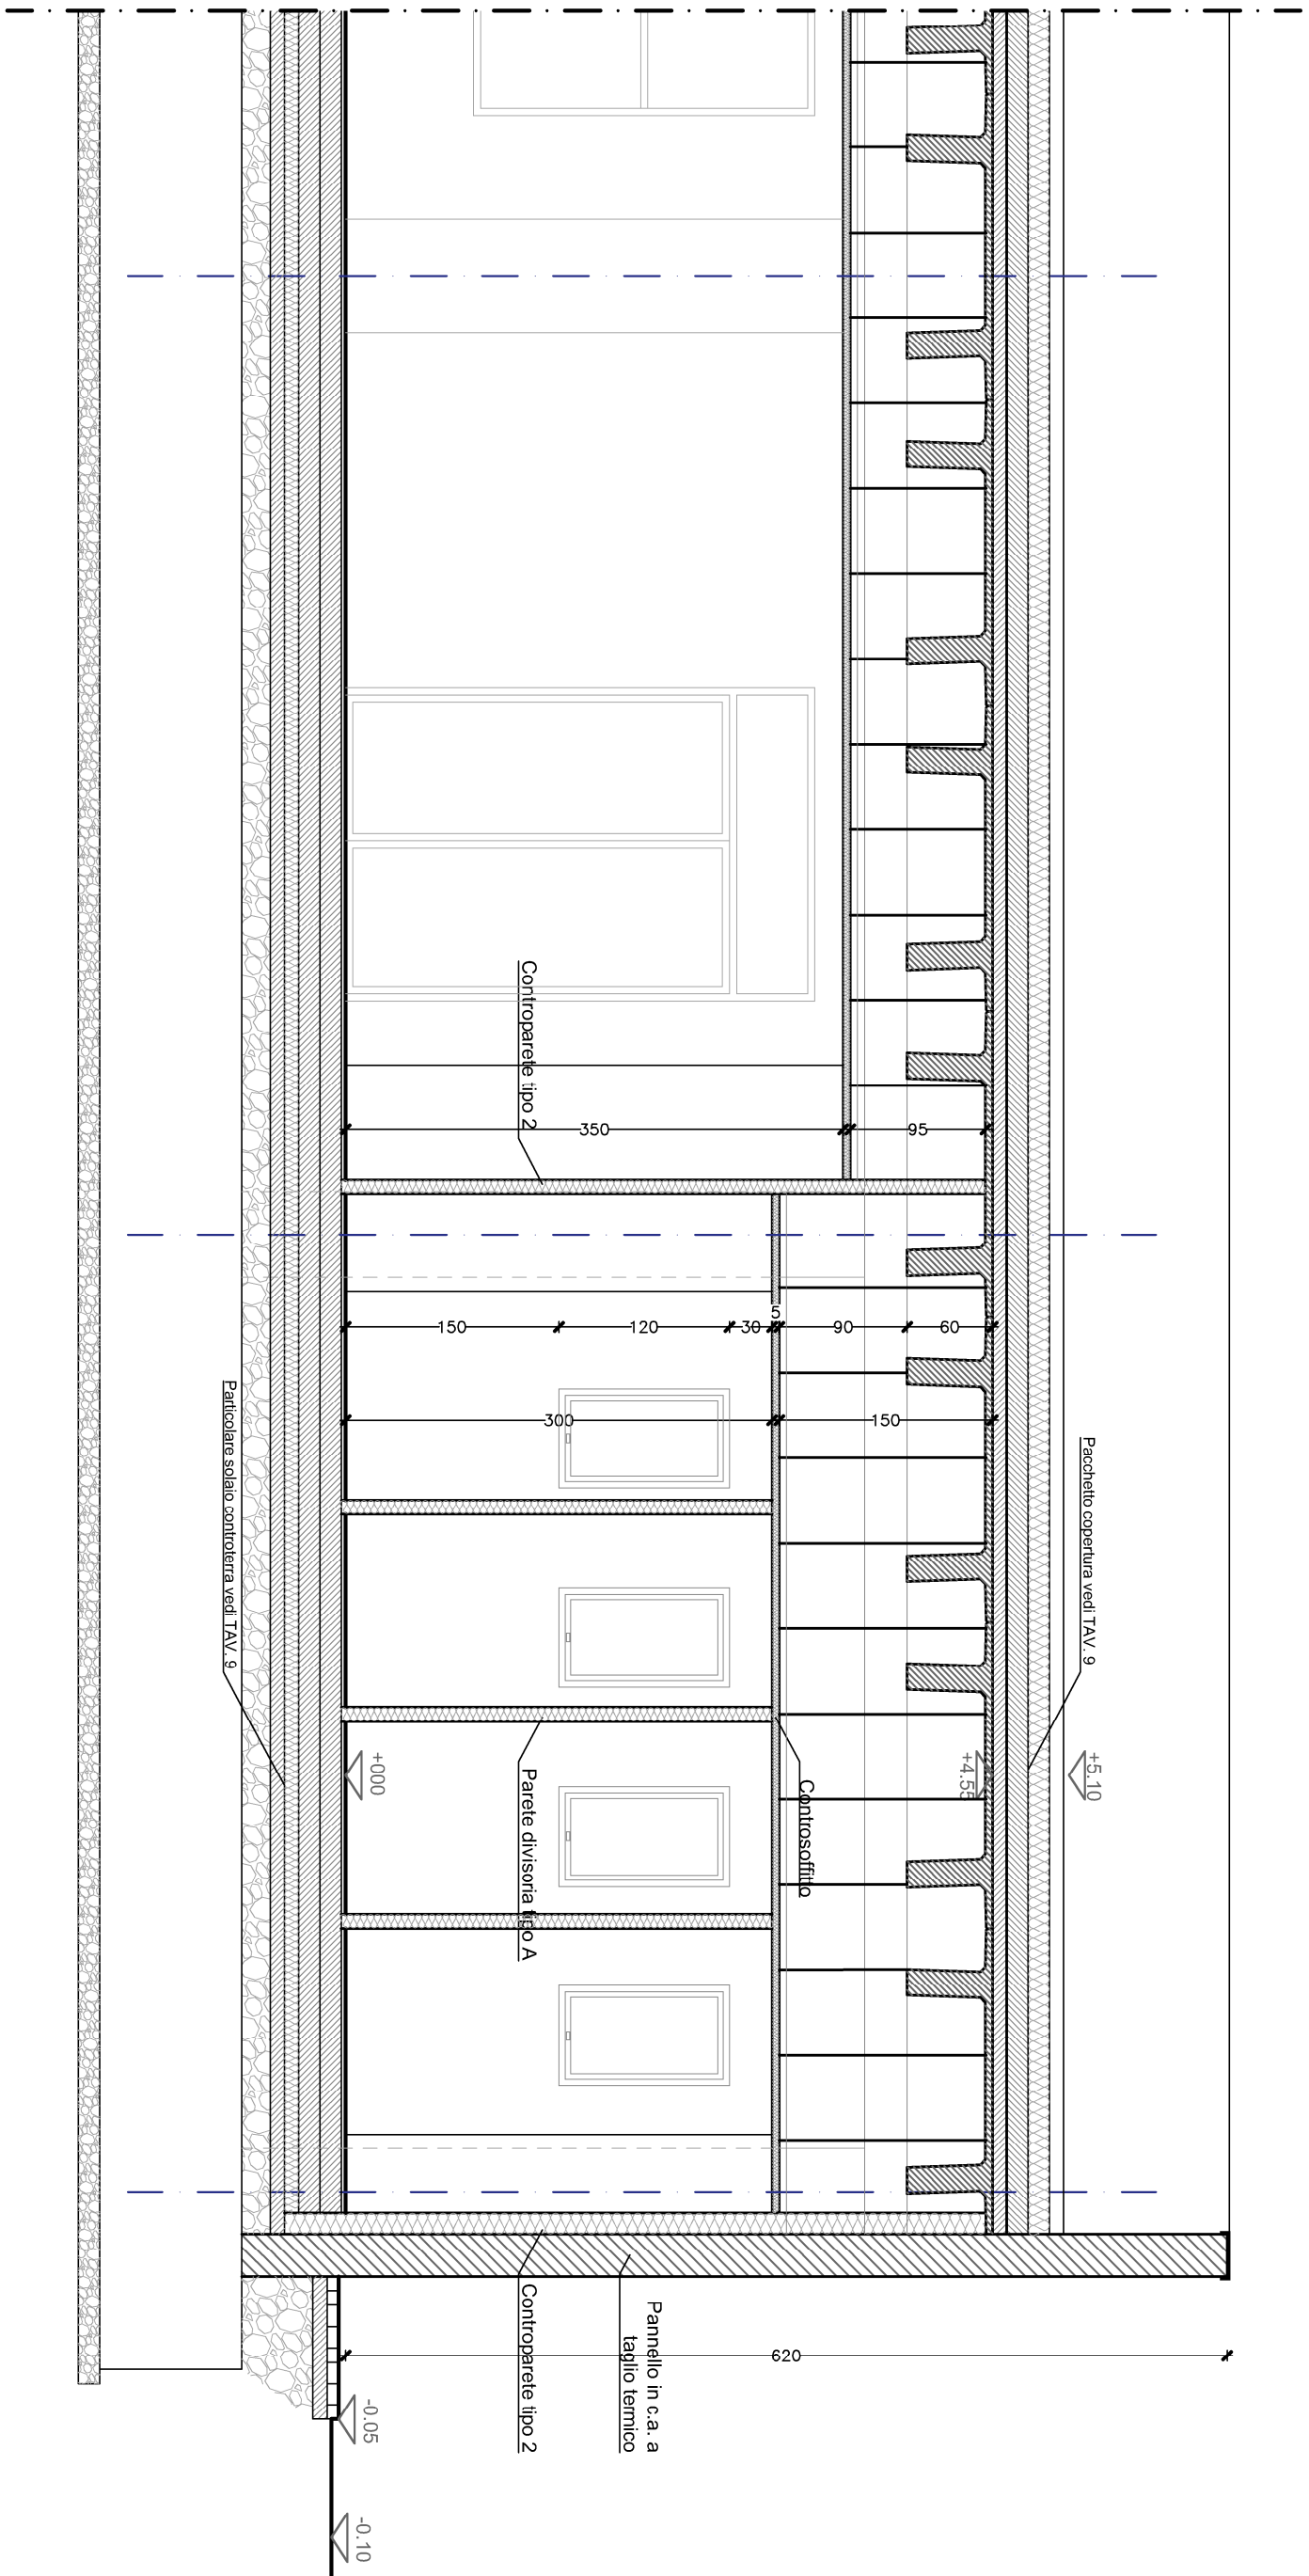 Pacchetto copertura vedi TAV. 9
+5.10
+4.55
Controsoffitto
Controparete tipo 2
350
95
5
150
120
30
90
60
300
150
Parete divisoria tipo A
+000
Particolare solaio controterra vedi TAV. 9
Pannello in c.a. a
taglio termico
Controparete tipo 2
620
-0.05
-0.10